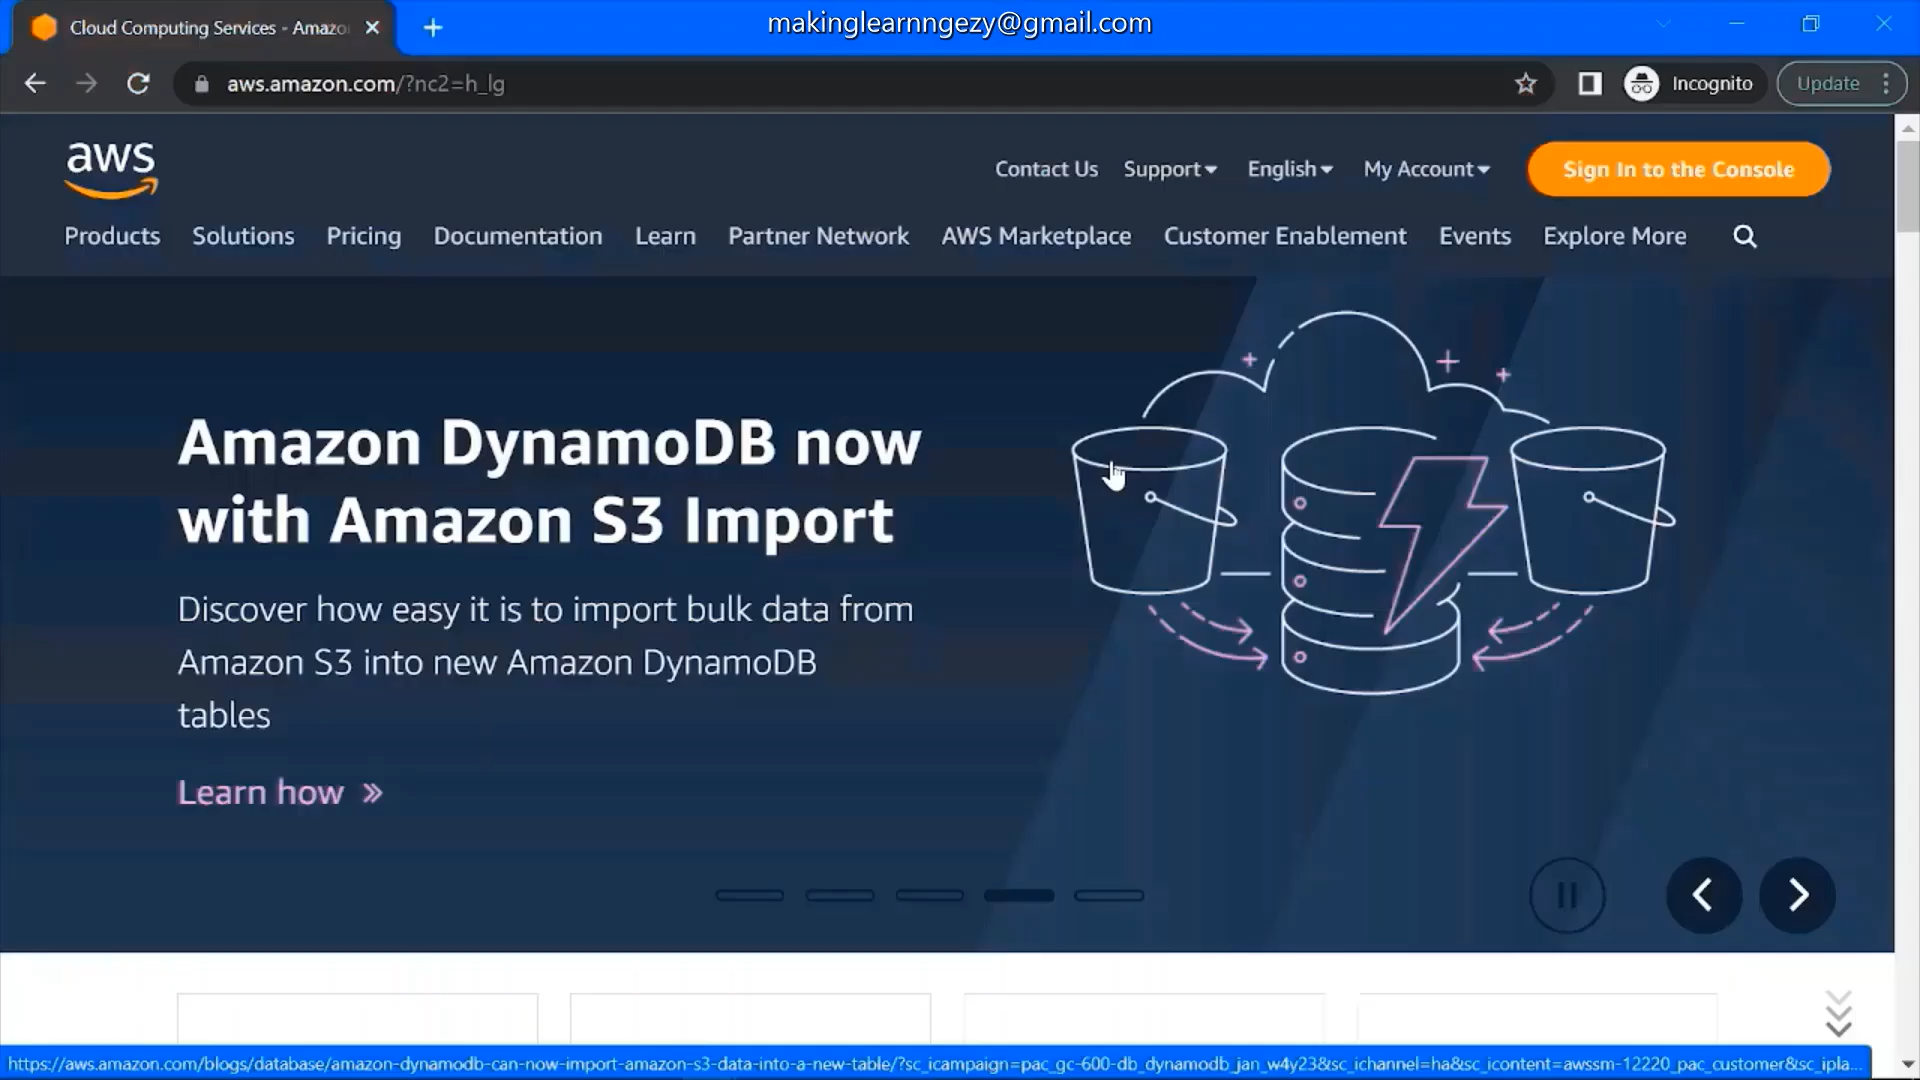 Cloud Computing Services - Amazo
makinglearnngezy@gmail.com
aws.amazon.com/?nc2=h_lg
Incognito
Update
aws
Contact Us
Support
English
My Account
Sign In to the Console
Products
Solutions
Pricing
Documentation
Learn
Partner Network
AWS Marketplace
Customer Enablement
Events
Explore More
Amazon DynamoDB now
with Amazon S3 Import
Discover how easy it is to import bulk data from
Amazon S3 into new Amazon DynamoDB
tables
Learn how »
https://aws.amazon.com/blogs/database/amazon-dynamodb-can-now-import-amazon-s3-data-into-a-new-table/?sc_icampaign=pac_gc-600-db_dynamodb_jan_w4y23&sc_ichannel=ha&sc_icontent=awssm-12220_pac_customer&sc_ipla...